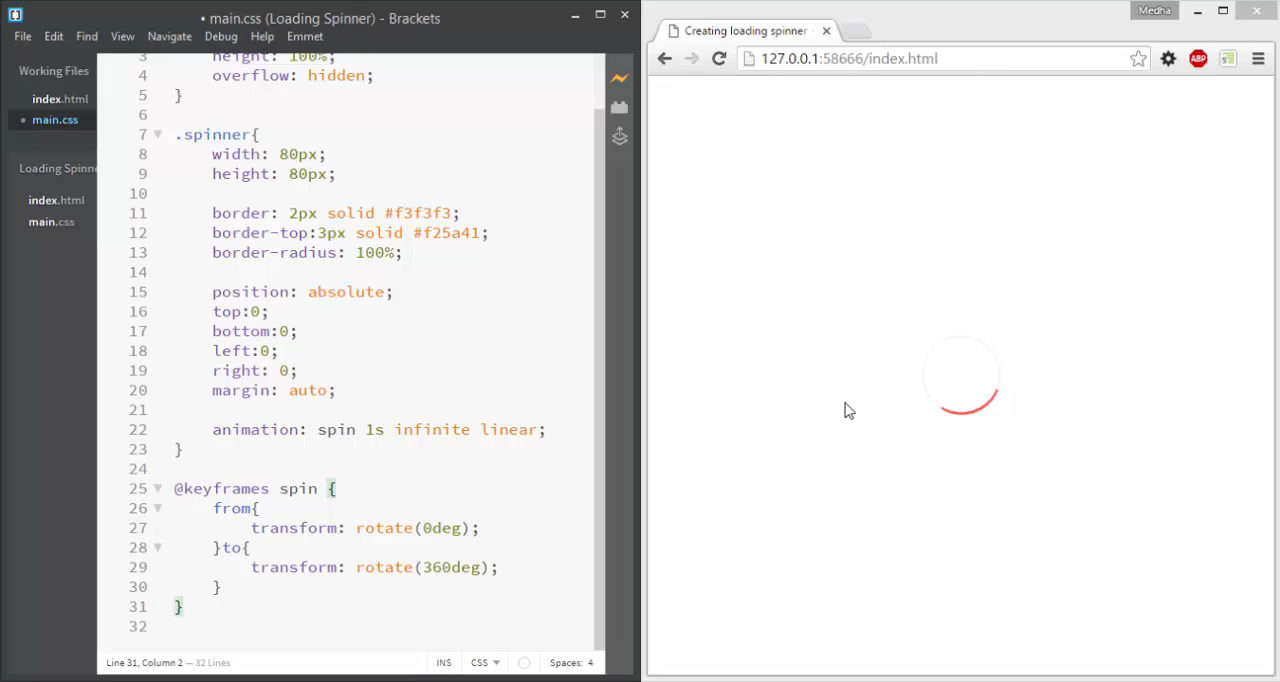 • main.css (Loading Spinner) - Brackets
File Edit Find View Navigate Debug Help Emmet
Working Files
index.html
• main.css
Loading Spinne
index.html
main.css
3 height: 100%;
4 overflow: hidden;
5 }
6
7 .spinner{
8 width: 80px;
9 height: 80px;
10
11 border: 2px solid #f3f3f3;
12 border-top:3px solid #f25a41;
13 border-radius: 100%;
14
15 position: absolute;
16 top:0;
17 bottom:0;
18 left:0;
19 right: 0;
20 margin: auto;
21
22 animation: spin 1s infinite linear;
23 }
24
25 @keyframes spin {
26 from{
27 transform: rotate(0deg);
28 }to{
29 transform: rotate(360deg);
30 }
31 }
32
Line 31, Column 2 — 32 Lines INS CSS Spaces: 4
Medha
Creating loading spinner
127.0.0.1:58666/index.html
ABP